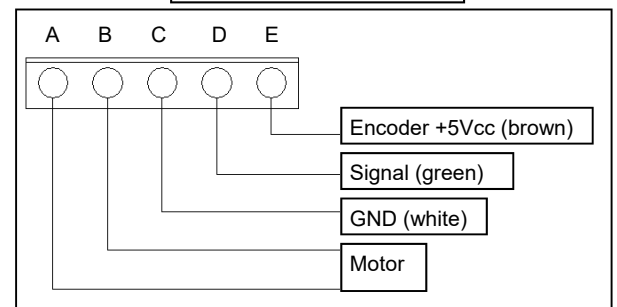 A B C D E
Encoder +5Vcc (brown)
Signal (green)
GND (white)
Motor